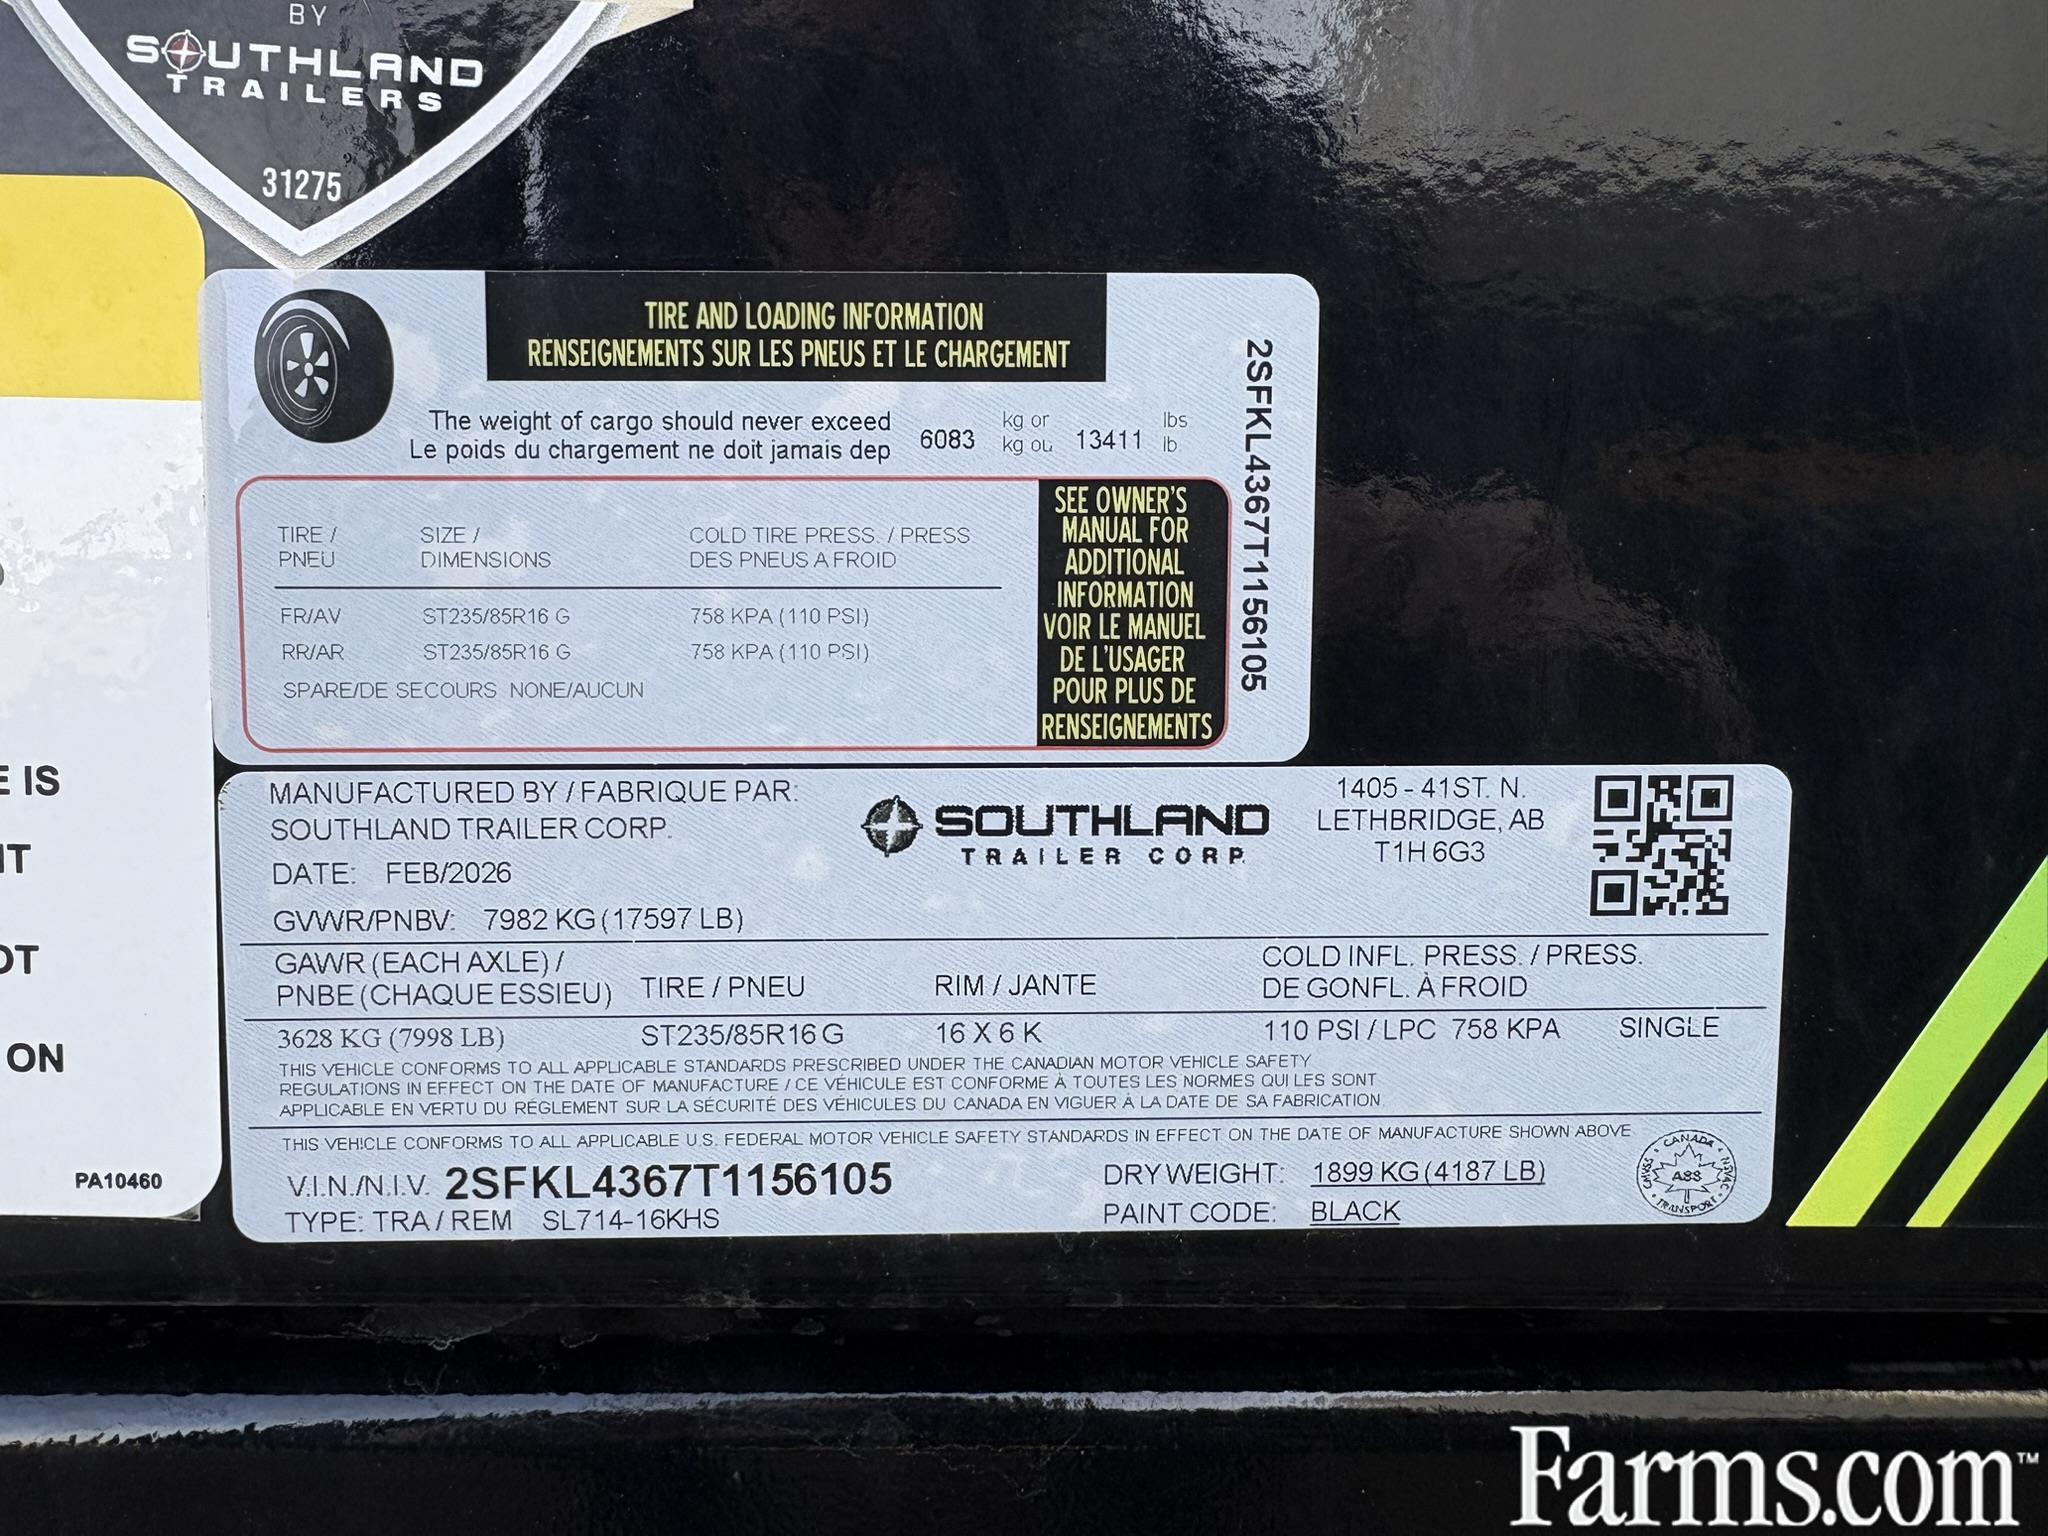 BY
SOUTHLAND
TRAILERS
31275
TIRE AND LOADING INFORMATION
RENSEIGNEMENTS SUR LES PNEUS ET LE CHARGEMENT
The weight of cargo should never exceed
Le poids du chargement ne doit jamais dep
6083
kg or
kg ou
13411
lbs
lb
TIRE /
PNEU
SIZE /
DIMENSIONS
COLD TIRE PRESS. / PRESS
DES PNEUS A FROID
FR/AV ST235/85R16 G 758 KPA (110 PSI)
RR/AR ST235/85R16 G 758 KPA (110 PSI)
SPARE/DE SECOURS NONE/AUCUN
SEE OWNER'S
MANUAL FOR
ADDITIONAL
INFORMATION
VOIR LE MANUEL
DE L'USAGER
POUR PLUS DE
RENSEIGNEMENTS
2SFKL4367T1156105
E IS
IT
OT
ON
PA10460
MANUFACTURED BY / FABRIQUE PAR:
SOUTHLAND TRAILER CORP.
DATE: FEB/2026
GVWR/PNBV: 7982 KG (17597 LB)
SOUTHLAND
TRAILER CORP.
1405 - 41ST. N.
LETHBRIDGE, AB
T1H 6G3
GAWR (EACH AXLE) /
PNBE (CHAQUE ESSIEU)
TIRE / PNEU
RIM / JANTE
COLD INFL. PRESS. / PRESS.
DE GONFL. À FROID
3628 KG (7998 LB) ST235/85R16 G 16 X 6 K 110 PSI / LPC 758 KPA SINGLE
THIS VEHICLE CONFORMS TO ALL APPLICABLE STANDARDS PRESCRIBED UNDER THE CANADIAN MOTOR VEHICLE SAFETY
REGULATIONS IN EFFECT ON THE DATE OF MANUFACTURE / CE VÉHICULE EST CONFORME À TOUTES LES NORMES QUI LES SONT
APPLICABLE EN VERTU DU RÉGLEMENT SUR LA SÉCURITÉ DES VÉHICULES DU CANADA EN VIGUER À LA DATE DE SA FABRICATION.
THIS VEHICLE CONFORMS TO ALL APPLICABLE U.S. FEDERAL MOTOR VEHICLE SAFETY STANDARDS IN EFFECT ON THE DATE OF MANUFACTURE SHOWN ABOVE
V.I.N./N.I.V. 2SFKL4367T1156105
TYPE: TRA / REM SL714-16KHS
DRY WEIGHT: 1899 KG (4187 LB)
PAINT CODE: BLACK
CANADA
CMVSS
A88
NSVAC
TRANSPORT
Farms.com™